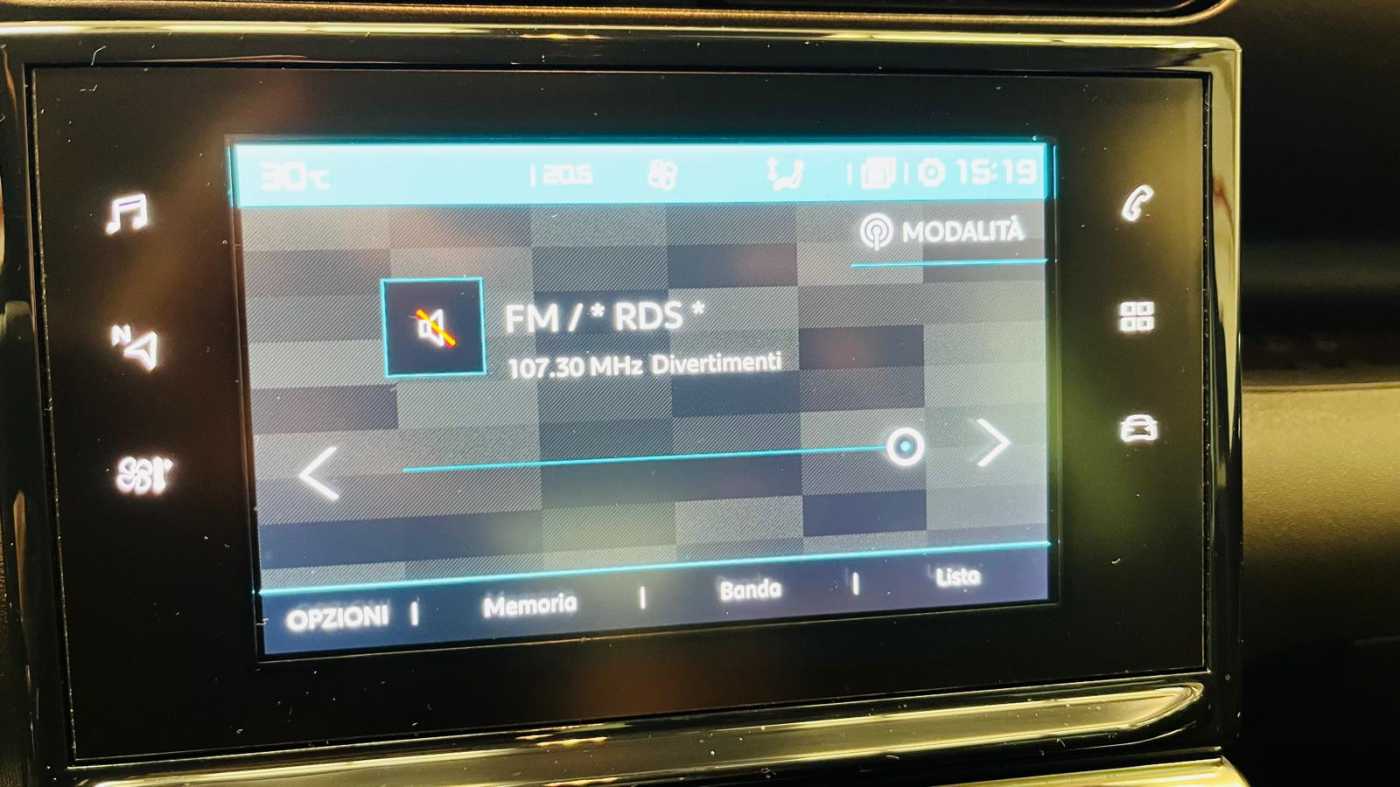 30°C 20.5 15:19
MODALITÀ
FM / * RDS *
107.30 MHz Divertimenti
N
OPZIONI Memoria Banda Lista